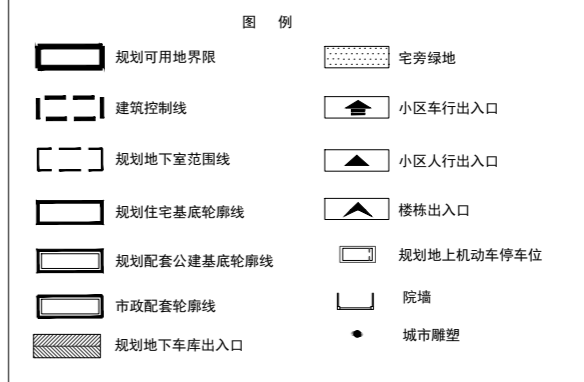 图 例
规划可用地界限
建筑控制线
规划地下室范围线
规划住宅基底轮廓线
规划配套公建基底轮廓线
市政配套轮廓线
规划地下车库出入口
宅旁绿地
小区车行出入口
小区人行出入口
楼栋出入口
规划地上机动车停车位
院墙
城市雕塑